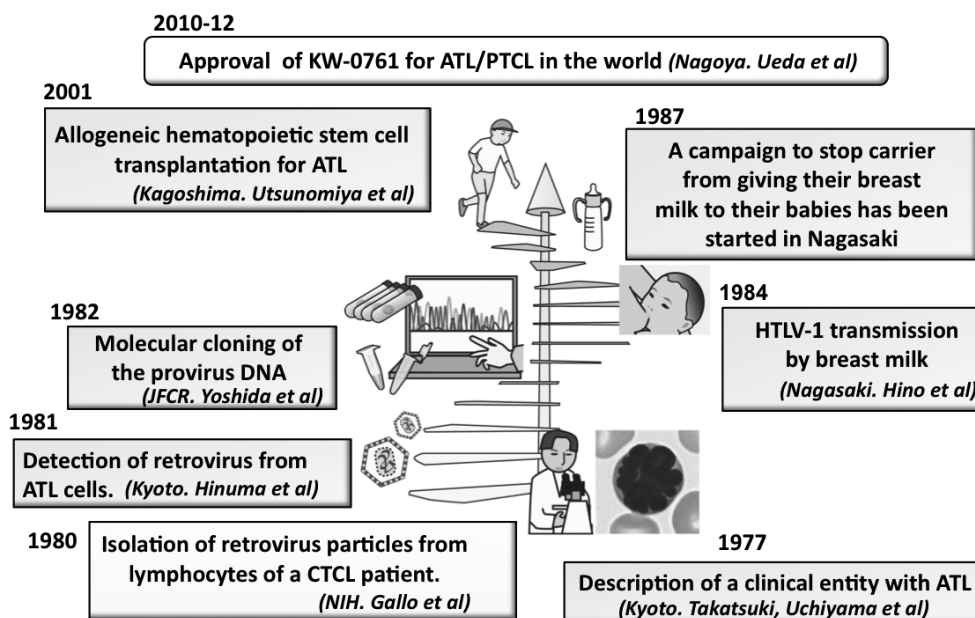 2010-12
Approval of KW-0761 for ATL/PTCL in the world (Nagoya. Ueda et al)
2001
Allogeneic hematopoietic stem cell
transplantation for ATL
(Kagoshima. Utsunomiya et al)
1987
A campaign to stop carrier
from giving their breast
milk to their babies has been
started in Nagasaki
1982
Molecular cloning of
the provirus DNA
(JFCR. Yoshida et al)
1984
HTLV-1 transmission
by breast milk
(Nagasaki. Hino et al)
1981
Detection of retrovirus from
ATL cells. (Kyoto. Hinuma et al)
1980
Isolation of retrovirus particles from
lymphocytes of a CTCL patient.
(NIH. Gallo et al)
1977
Description of a clinical entity with ATL
(Kyoto. Takatsuki, Uchiyama et al)